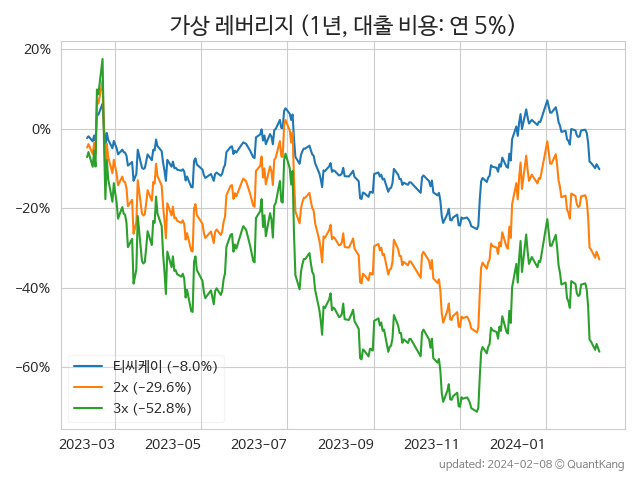 가상 레버리지 (1년, 대출 비용: 연 5%)
20%
0%
−20%
−40%
−60%
티씨케이 (−8.0%)
2x (−29.6%)
3x (−52.8%)
2023-03 2023-05 2023-07 2023-09 2023-11 2024-01
updated: 2024-02-08 © QuantKang